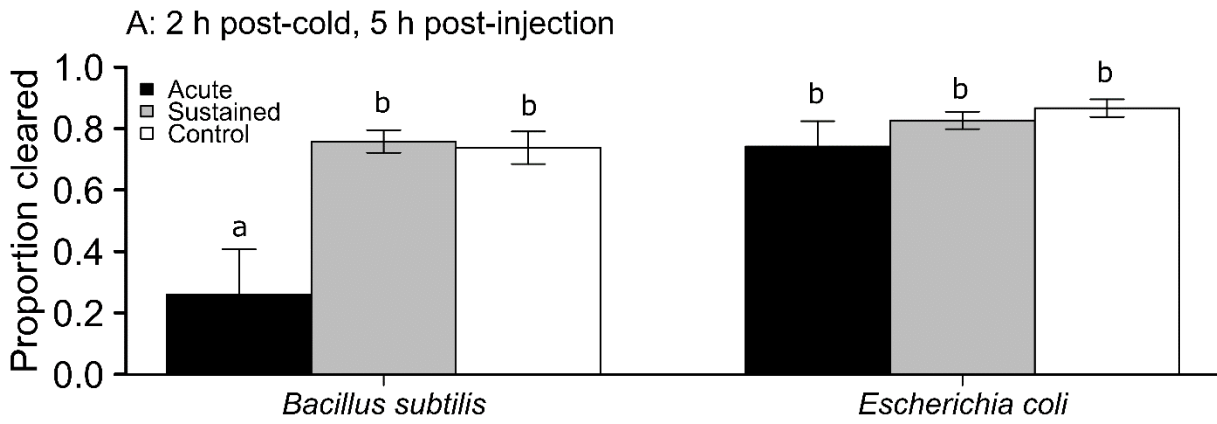 A: 2 h post-cold, 5 h post-injection
Proportion cleared
1.0
0.8
0.6
0.4
0.2
0.0
Acute
Sustained
Control
a
b
b
b
b
b
Bacillus subtilis
Escherichia coli